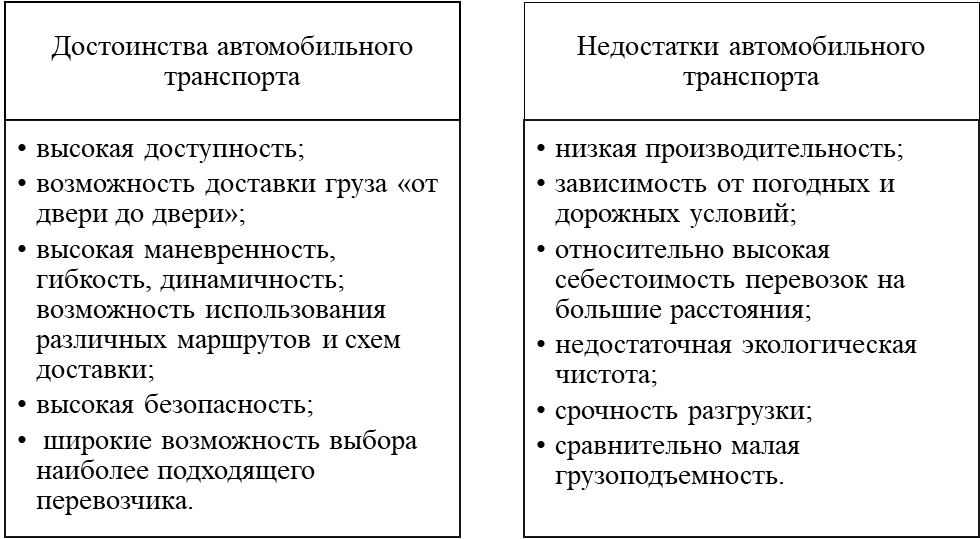 Достоинства автомобильного
транспорта
• высокая доступность;
• возможность доставки груза «от
двери до двери»;
• высокая маневренность,
гибкость, динамичность;
возможность использования
различных маршрутов и схем
доставки;
• высокая безопасность;
• широкие возможность выбора
наиболее подходящего
перевозчика.
Недостатки автомобильного
транспорта
• низкая производительность;
• зависимость от погодных и
дорожных условий;
• относительно высокая
себестоимость перевозок на
большие расстояния;
• недостаточная экологическая
чистота;
• срочность разгрузки;
• сравнительно малая
грузоподъемность.